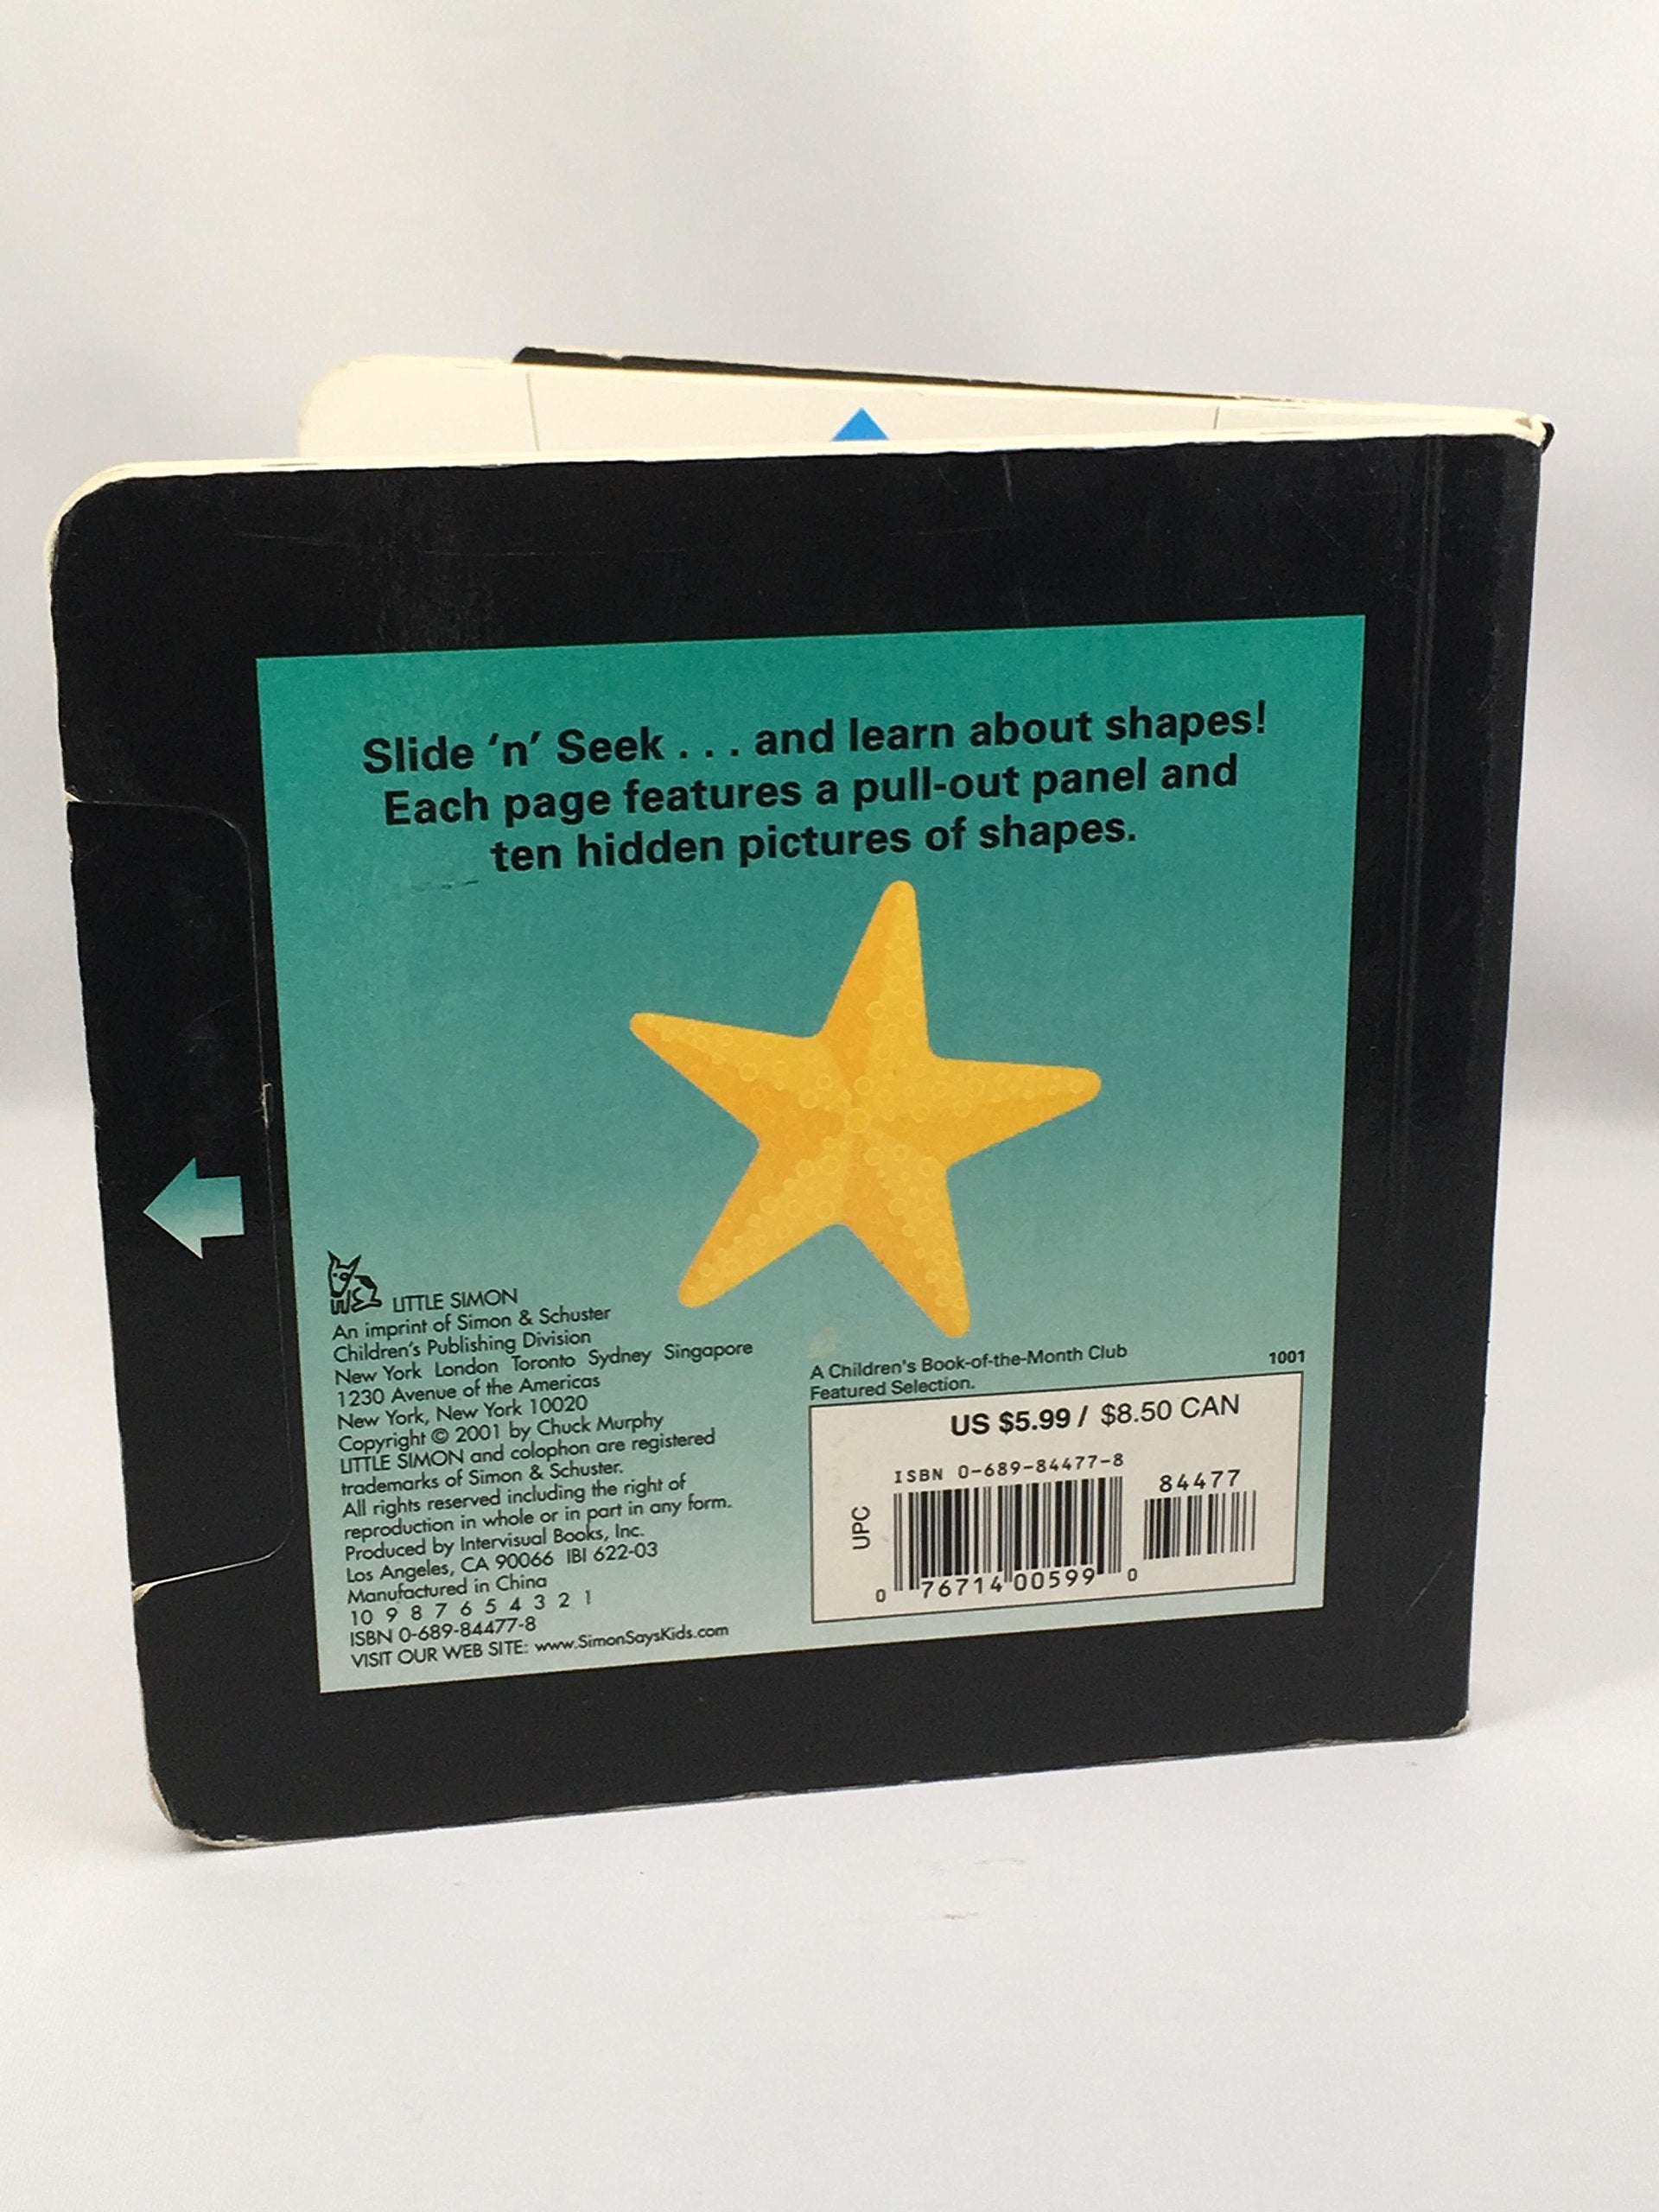 Slide ‘n’ Seek . . . and learn about shapes!
Each page features a pull-out panel and
ten hidden pictures of shapes.
LITTLE SIMON
An imprint of Simon & Schuster
Children's Publishing Division
New York London Toronto Sydney Singapore
1230 Avenue of the Americas
New York, New York 10020
Copyright © 2001 by Chuck Murphy
LITTLE SIMON and colophon are registered
trademarks of Simon & Schuster.
All rights reserved including the right of
reproduction in whole or in part in any form.
Produced by Intervisual Books, Inc.
Los Angeles, CA 90066 IBI 622-03
Manufactured in China
10 9 8 7 6 5 4 3 2 1
ISBN 0-689-84477-8
VISIT OUR WEB SITE: www.SimonSaysKids.com
A Children's Book-of-the-Month Club
Featured Selection.
1001
US $5.99 / $8.50 CAN
ISBN 0-689-84477-8
84477
UPC
0 76714 00599 0